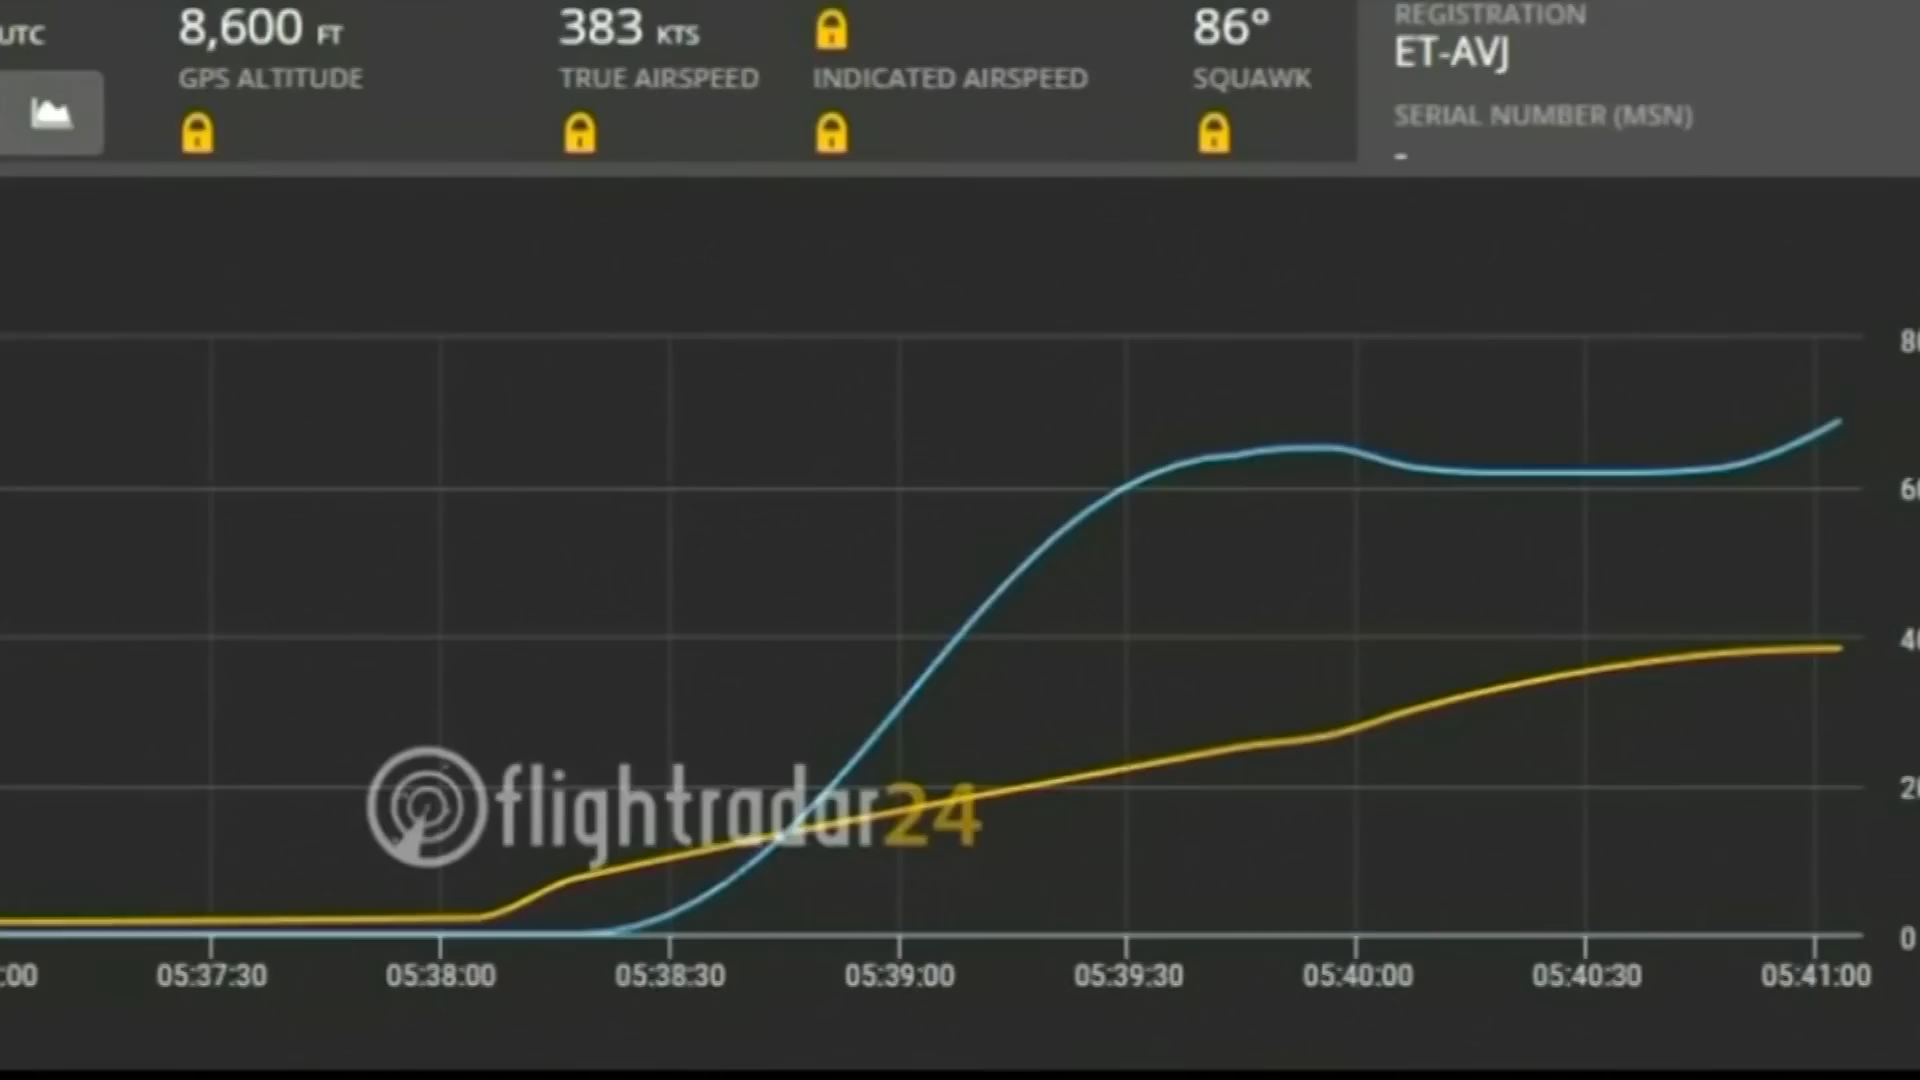 UTC
8,600 FT
383 KTS
86°
GPS ALTITUDE
TRUE AIRSPEED
INDICATED AIRSPEED
SQUAWK
REGISTRATION
ET-AVJ
SERIAL NUMBER (MSN)
-
flightradar24
0
:00
05:37:30
05:38:00
05:38:30
05:39:00
05:39:30
05:40:00
05:40:30
05:41:00